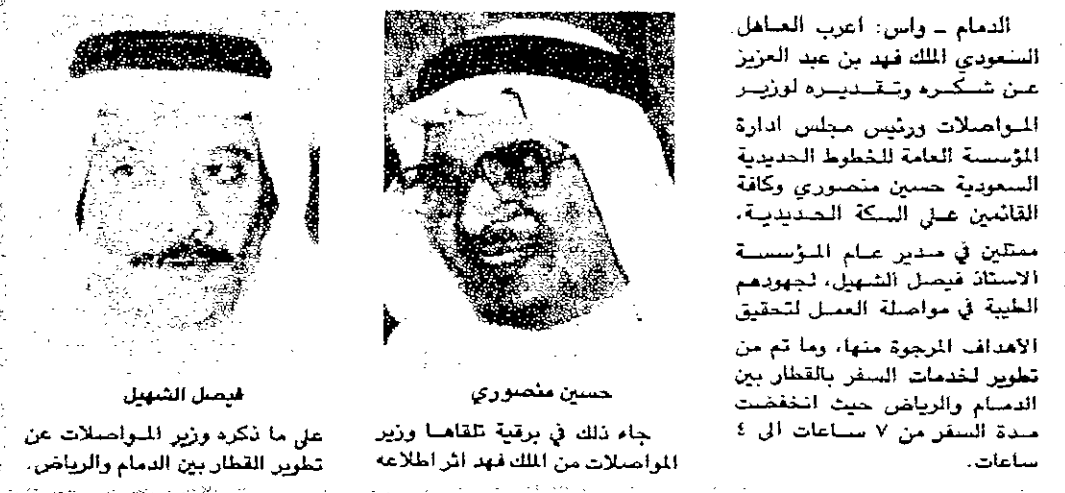 الدمام ــ واس: اعرب العاهل
السعودي الملك فهد بن عبد العزيز
عن شكره وتقديره لوزير
المواصلات ورئيس مجلس ادارة
المؤسسة العامة للخطوط الحديدية
السعودية حسين منصوري وكافة
القائمين على السكة الحديدية،
ممثلين في مدير عام المؤسسة
الاستاذ فيصل الشهيل، لجهودهم
الطيبة في مواصلة العمل لتحقيق
الاهداف المرجوة منها، وما تم من
تطوير لخدمات السفر بالقطار بين
الدمام والرياض حيث انخفضت
مدة السفر من ٧ ساعات الى ٤
ساعات.
حسين منصوري
جاء ذلك في برقية تلقاها وزير
المواصلات من الملك فهد اثر اطلاعه
فيصل الشهيل
على ما ذكره وزير المواصلات عن
تطوير القطار بين الدمام والرياض.